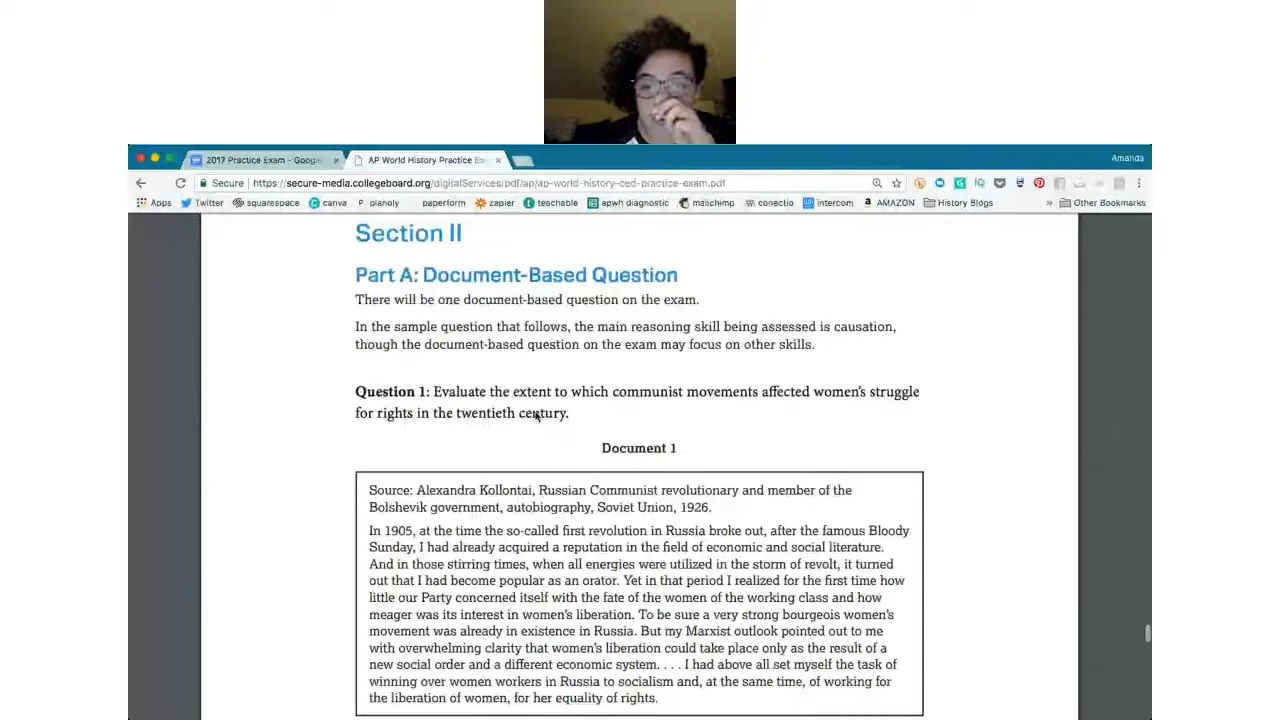 2017 Practice Exam - Google
AP World History Practice Ex
Amanda
Secure | https://secure-media.collegeboard.org/digitalServices/pdf/ap/ap-world-history-ced-practice-exam.pdf
Apps Twitter squarespace canva planoly paperform zapier teachable apwh diagnostic mailchimp conectio intercom AMAZON History Blogs » Other Bookmarks
Section II
Part A: Document-Based Question
There will be one document-based question on the exam.
In the sample question that follows, the main reasoning skill being assessed is causation,
though the document-based question on the exam may focus on other skills.
Question 1: Evaluate the extent to which communist movements affected women's struggle
for rights in the twentieth century.
Document 1
Source: Alexandra Kollontai, Russian Communist revolutionary and member of the
Bolshevik government, autobiography, Soviet Union, 1926.
In 1905, at the time the so-called first revolution in Russia broke out, after the famous Bloody
Sunday, I had already acquired a reputation in the field of economic and social literature.
And in those stirring times, when all energies were utilized in the storm of revolt, it turned
out that I had become popular as an orator. Yet in that period I realized for the first time how
little our Party concerned itself with the fate of the women of the working class and how
meager was its interest in women's liberation. To be sure a very strong bourgeois women's
movement was already in existence in Russia. But my Marxist outlook pointed out to me
with overwhelming clarity that women's liberation could take place only as the result of a
new social order and a different economic system. . . . I had above all set myself the task of
winning over women workers in Russia to socialism and, at the same time, of working for
the liberation of women, for her equality of rights.